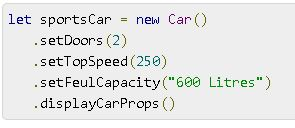 let sportsCar = new Car()
.setDoors(2)
.setTopSpeed(250)
.setFeulCapacity("600 Litres")
.displayCarProps()